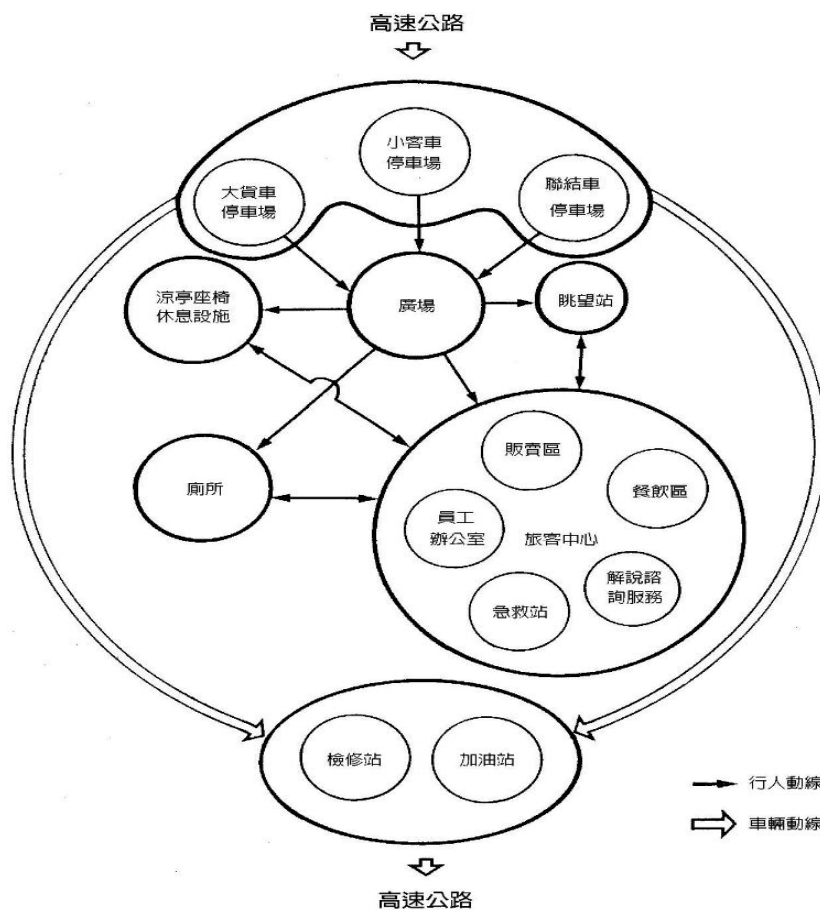 高速公路
小客車
停車場
大貨車
停車場
聯結車
停車場
涼亭座椅
休息設施
廣場
眺望站
販賣區
餐飲區
廁所
員工
辦公室
旅客中心
解說諮
詢服務
急救站
檢修站
加油站
行人動線
車輛動線
高速公路